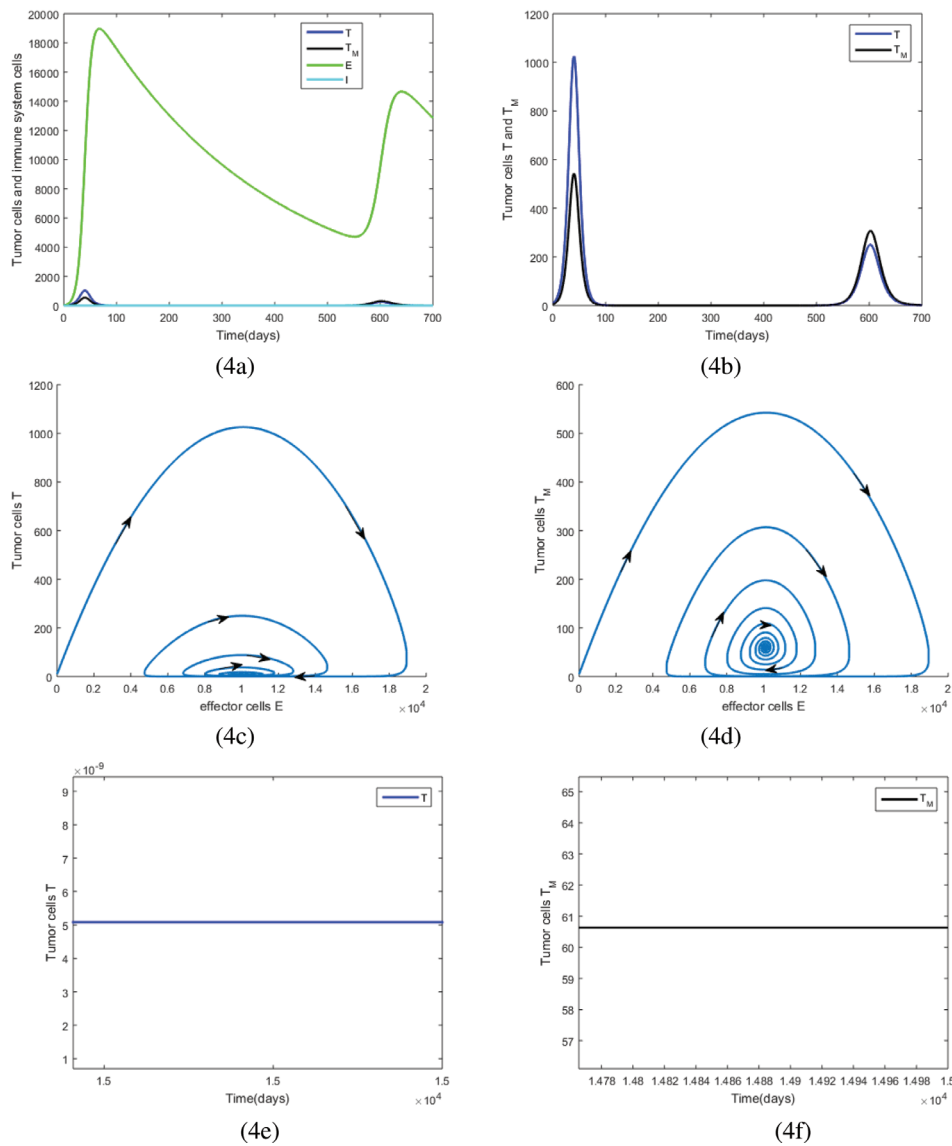 Tumor cells and immune system cells
20000
18000
16000
14000
12000
10000
8000
6000
4000
2000
0
0 100 200 300 400 500 600 700
Time(days)
T
T_M
E
I
(4a)
Tumor cells T and T_M
1200
1000
800
600
400
200
0
0 100 200 300 400 500 600 700
Time(days)
T
T_M
(4b)
Tumor cells T
1200
1000
800
600
400
200
0
0 0.2 0.4 0.6 0.8 1 1.2 1.4 1.6 1.8 2
effector cells E
× 10^4
(4c)
Tumor cells T_M
600
500
400
300
200
100
0
0 0.2 0.4 0.6 0.8 1 1.2 1.4 1.6 1.8 2
effector cells E
× 10^4
(4d)
× 10^-9
Tumor cells T
9
8
7
6
5
4
3
2
1
1.5 1.5 1.5
Time(days)
× 10^4
T
(4e)
Tumor cells T_M
65
64
63
62
61
60
59
58
57
1.478 1.48 1.482 1.484 1.486 1.488 1.49 1.492 1.494 1.496 1.498 1.5
Time(days)
× 10^4
T_M
(4f)